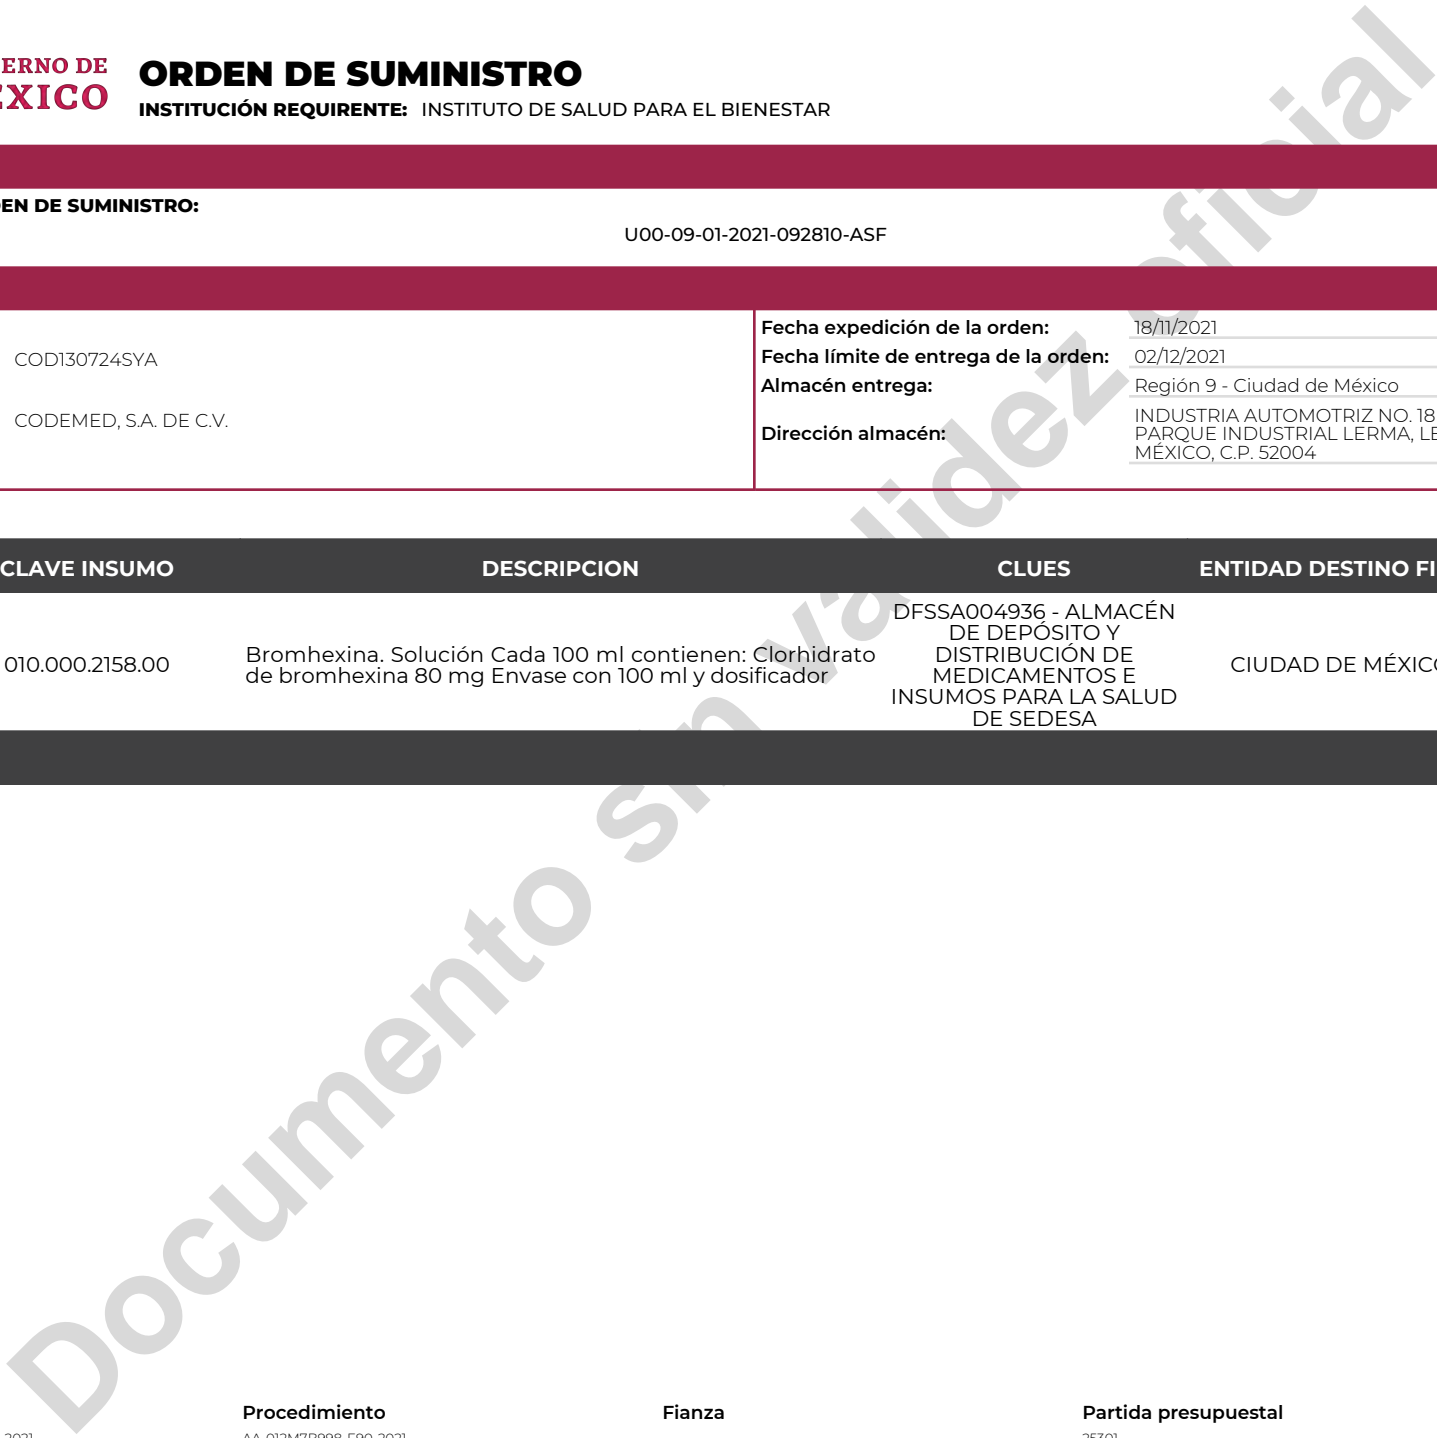 ERNO DE
EXICO
ORDEN DE SUMINISTRO
INSTITUCIÓN REQUIRENTE: INSTITUTO DE SALUD PARA EL BIENESTAR
EN DE SUMINISTRO:
U00-09-01-2021-092810-ASF
COD130724SYA
CODEMED, S.A. DE C.V.
Fecha expedición de la orden: 18/11/2021
Fecha límite de entrega de la orden: 02/12/2021
Almacén entrega: Región 9 - Ciudad de México
Dirección almacén:
INDUSTRIA AUTOMOTRIZ NO. 18
PARQUE INDUSTRIAL LERMA, LE
MÉXICO, C.P. 52004
CLAVE INSUMO DESCRIPCION CLUES ENTIDAD DESTINO FI
010.000.2158.00
Bromhexina. Solución Cada 100 ml contienen: Clorhidrato
de bromhexina 80 mg Envase con 100 ml y dosificador
DFSSA004936 - ALMACÉN
DE DEPÓSITO Y
DISTRIBUCIÓN DE
MEDICAMENTOS E
INSUMOS PARA LA SALUD
DE SEDESA
CIUDAD DE MÉXICO
Documento sin validez oficial
Procedimiento Fianza Partida presupuestal